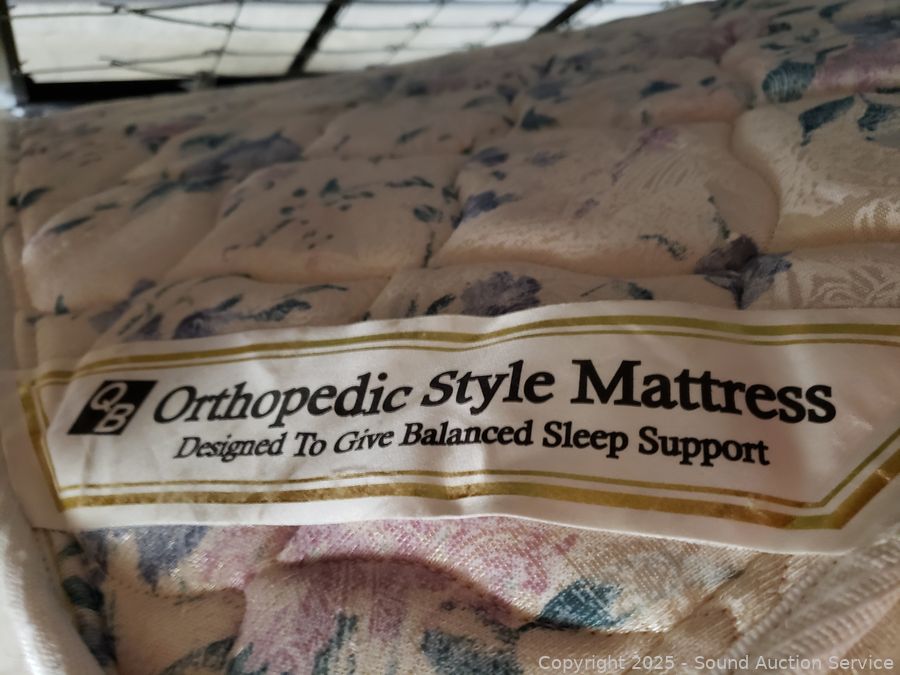 QB
Orthopedic Style Mattress
Designed To Give Balanced Sleep Support
Copyright 2025 - Sound Auction Service